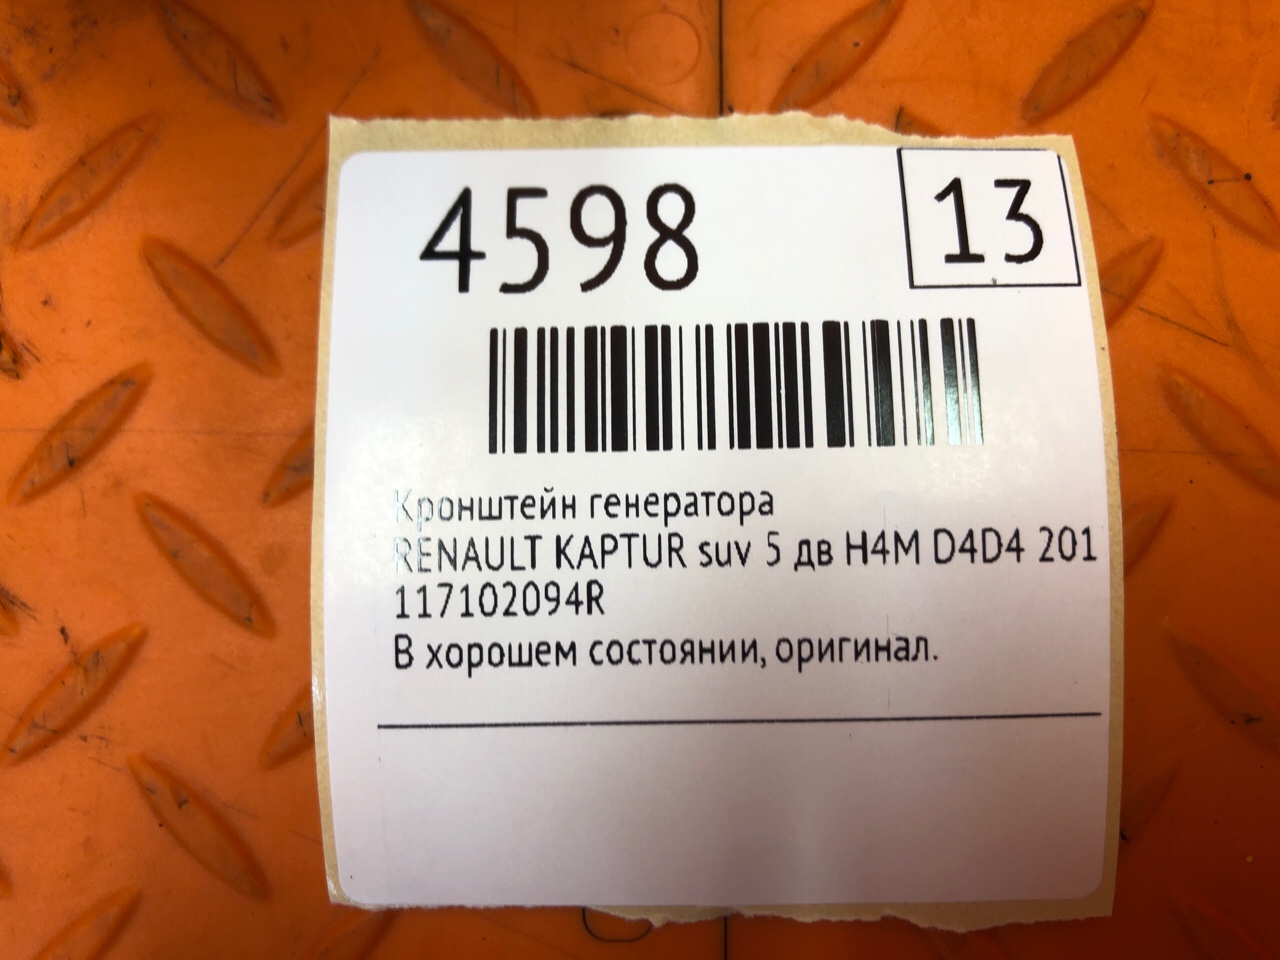 4598
13
Кронштейн генератора
RENAULT KAPTUR suv 5 дв H4M D4D4 201
117102094R
В хорошем состоянии, оригинал.